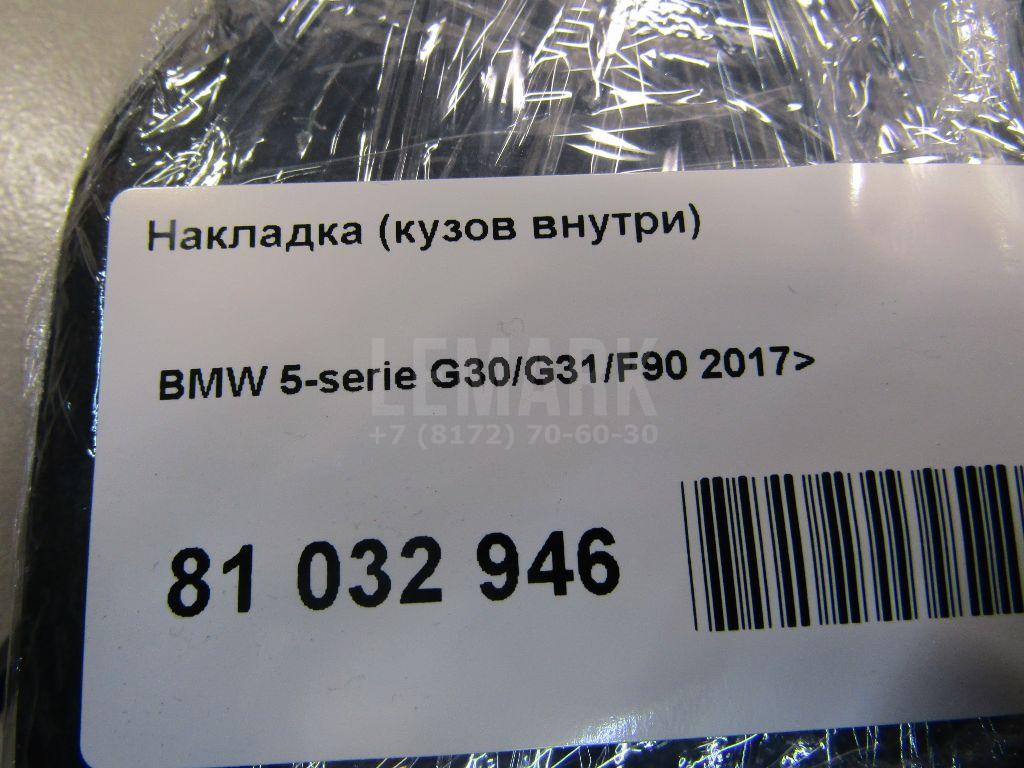 Накладка (кузов внутри)
BMW 5-serie G30/G31/F90 2017>
LEMARK
+7 (8172) 70-60-30
81 032 946